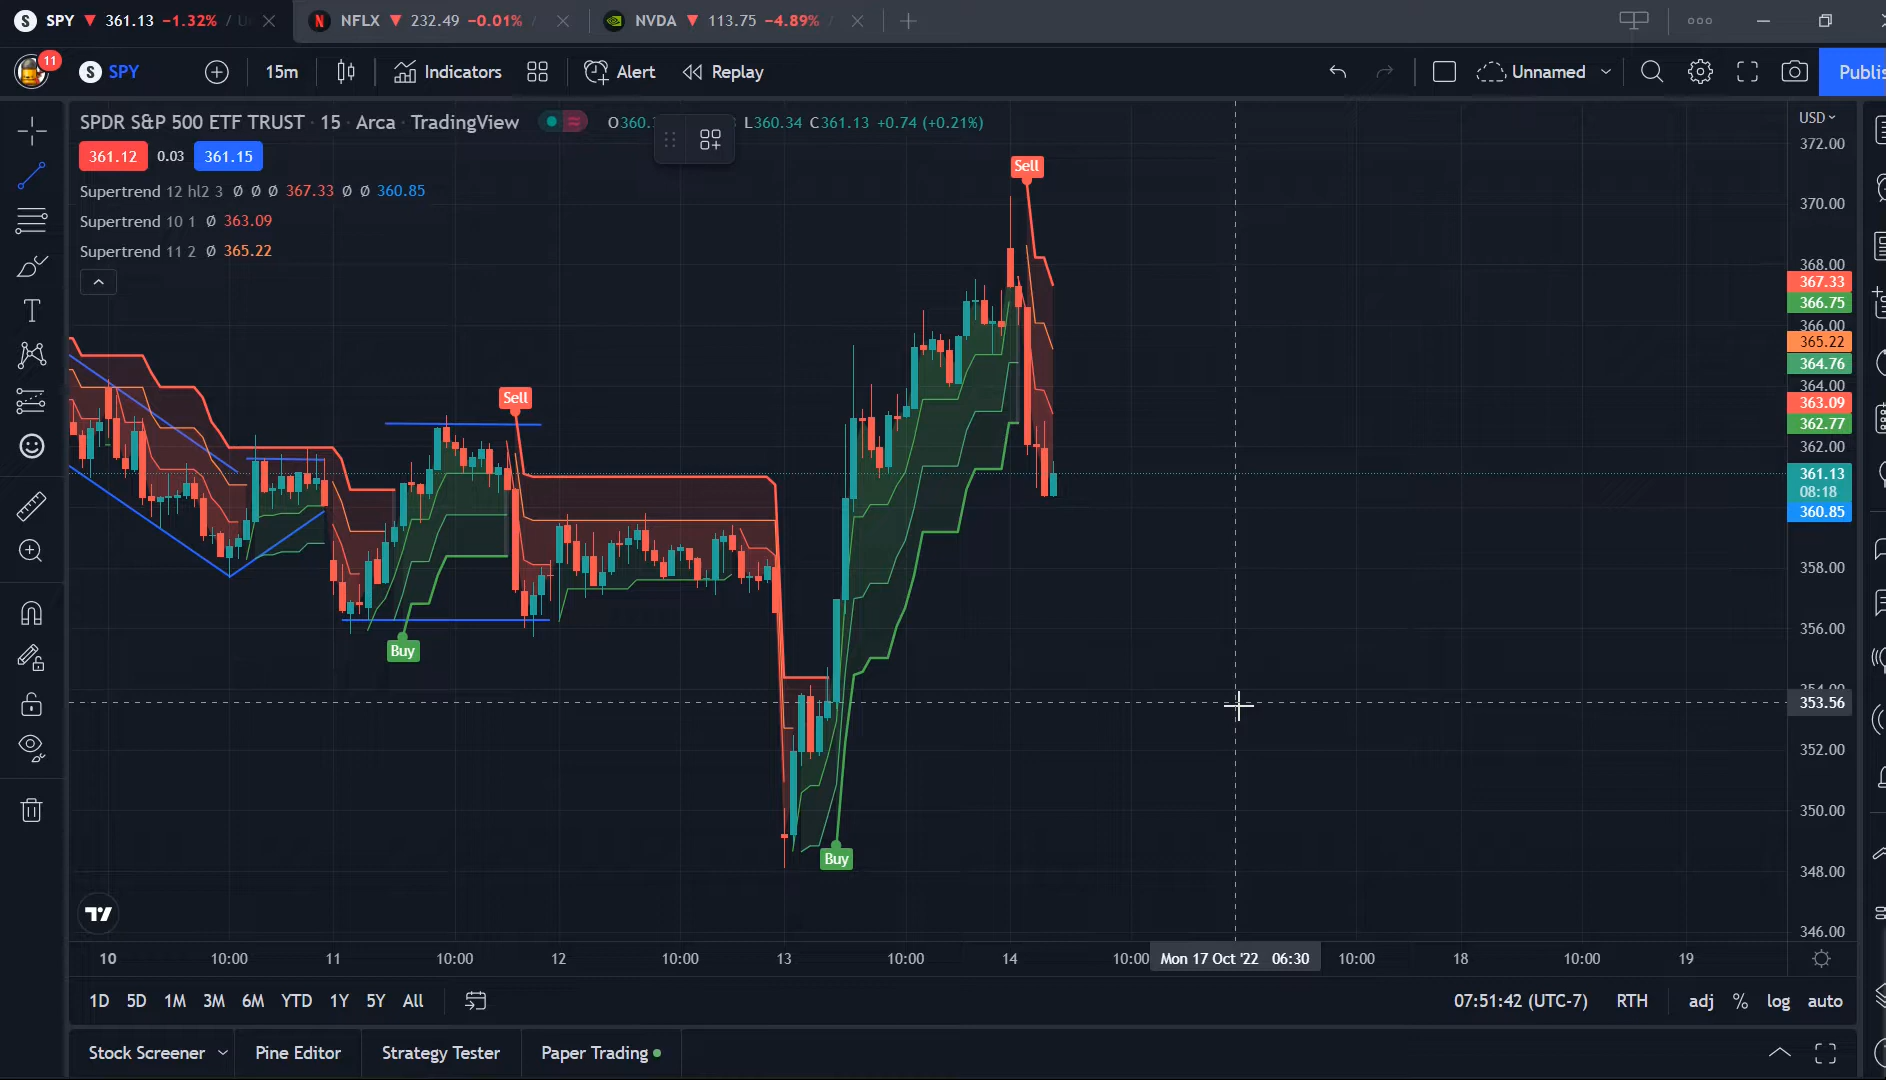 SPY ▼ 361.13 −1.32% / U
NFLX ▼ 232.49 −0.01% /
NVDA ▼ 113.75 −4.89% /
11
S SPY
15m
Indicators
Alert
Replay
Unnamed
Publis
SPDR S&P 500 ETF TRUST · 15 · Arca · TradingView
O360. L360.34 C361.13 +0.74 (+0.21%)
361.12 0.03 361.15
Supertrend 12 hl2 3 Ø Ø Ø 367.33 Ø Ø 360.85
Supertrend 10 1 Ø 363.09
Supertrend 11 2 Ø 365.22
Sell
Sell
Buy
Buy
USD
372.00
370.00
368.00
367.33
366.75
366.00
365.22
364.76
364.00
363.09
362.77
362.00
361.13
08:18
360.85
358.00
356.00
354.00
353.56
352.00
350.00
348.00
346.00
10 10:00 11 10:00 12 10:00 13 10:00 14 10:00 Mon 17 Oct '22 06:30 10:00 18 10:00 19
1D 5D 1M 3M 6M YTD 1Y 5Y All
07:51:42 (UTC-7) RTH adj % log auto
Stock Screener Pine Editor Strategy Tester Paper Trading